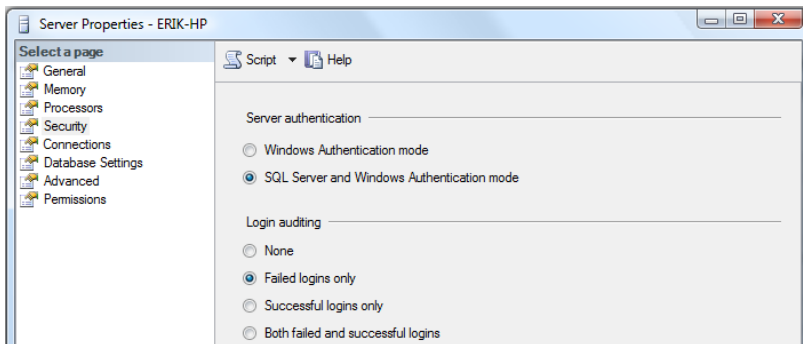 Server Properties - ERIK-HP
Select a page
General
Memory
Processors
Security
Connections
Database Settings
Advanced
Permissions
Script
Help
Server authentication
Windows Authentication mode
SQL Server and Windows Authentication mode
Login auditing
None
Failed logins only
Successful logins only
Both failed and successful logins